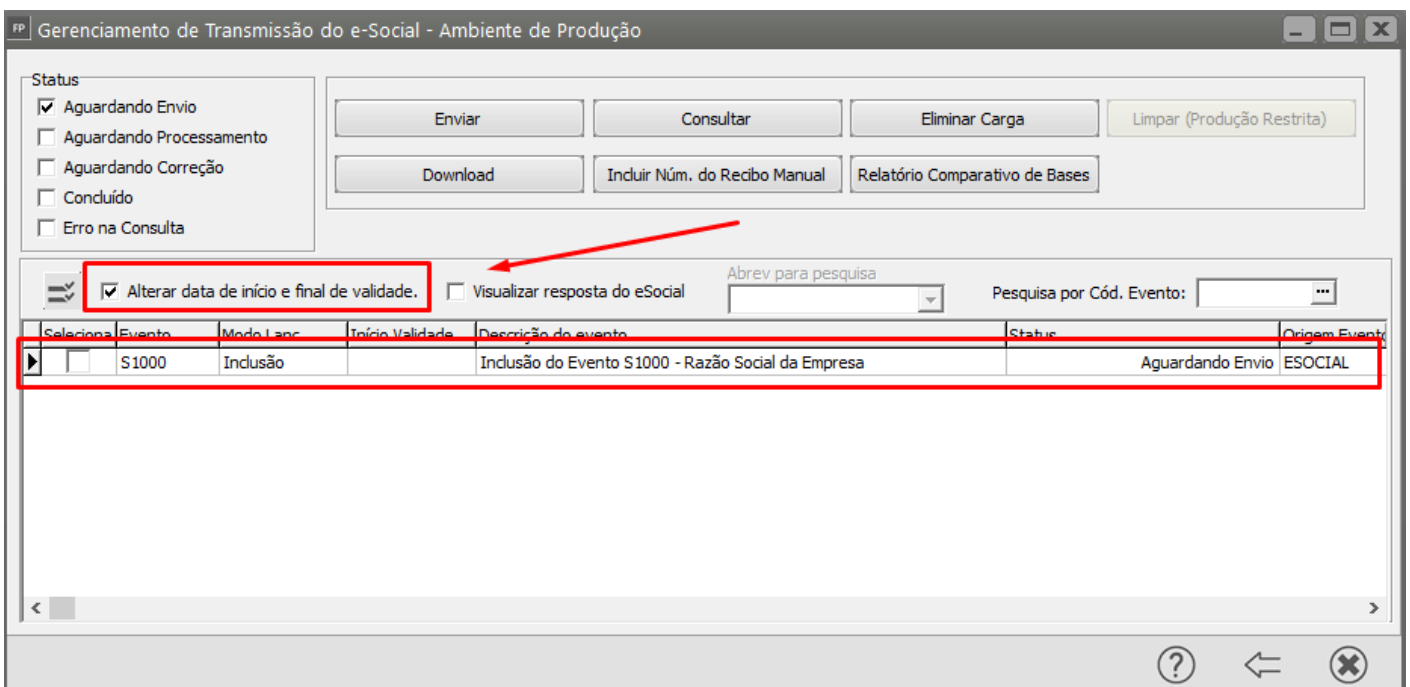 FP Gerenciamento de Transmissão do e-Social - Ambiente de Produção
Status
Aguardando Envio
Aguardando Processamento
Aguardando Correção
Concluído
Erro na Consulta
Enviar Consultar Eliminar Carga Limpar (Produção Restrita)
Download Incluir Núm. do Recibo Manual Relatório Comparativo de Bases
Alterar data de início e final de validade. Visualizar resposta do eSocial Abrev para pesquisa Pesquisa por Cód. Evento: ...
Seleciona Evento Modo Lanc Início Validade Descrição do evento Status Origem Evento
S1000 Inclusão Inclusão do Evento S1000 - Razão Social da Empresa Aguardando Envio ESOCIAL